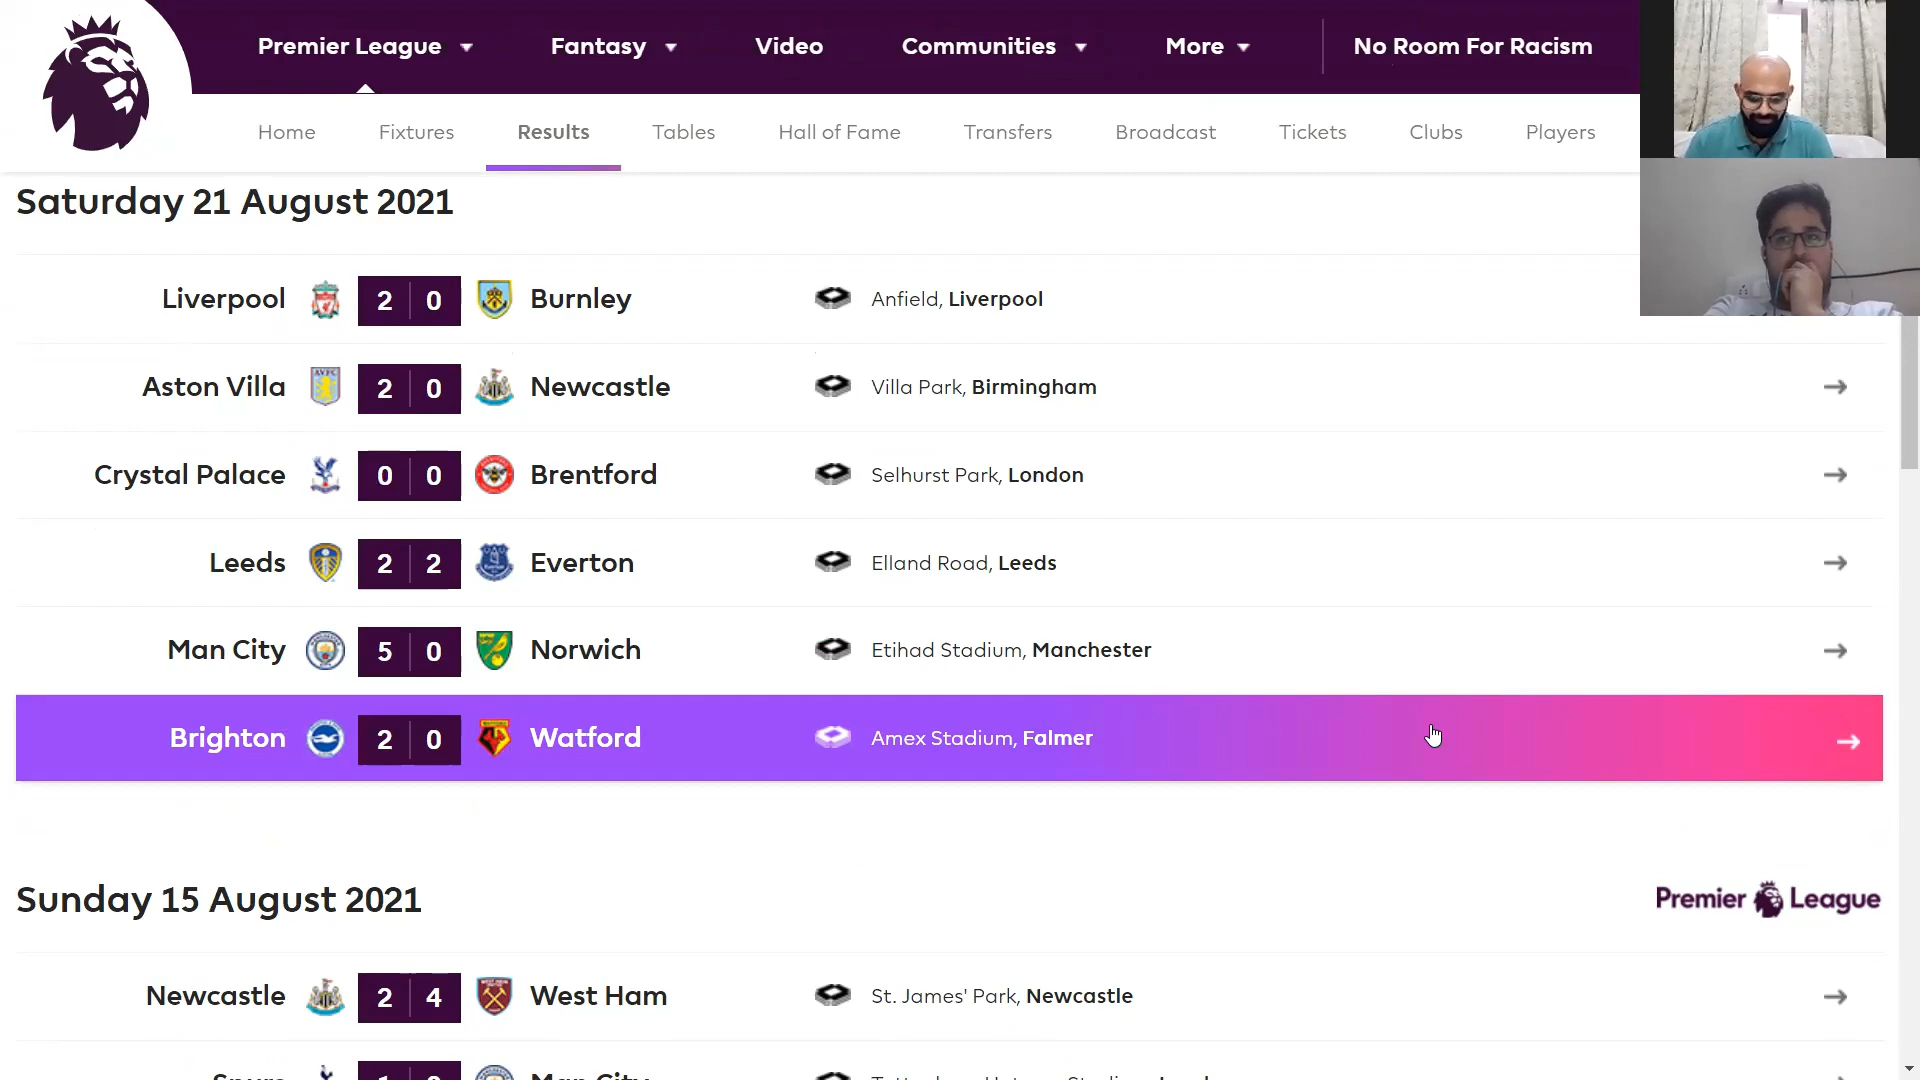 Premier League Fantasy Video Communities More No Room For Racism
Home Fixtures Results Tables Hall of Fame Transfers Broadcast Tickets Clubs Players
Saturday 21 August 2021
Liverpool 2 0 Burnley Anfield, Liverpool
Aston Villa 2 0 Newcastle Villa Park, Birmingham
Crystal Palace 0 0 Brentford Selhurst Park, London
Leeds 2 2 Everton Elland Road, Leeds
Man City 5 0 Norwich Etihad Stadium, Manchester
Brighton 2 0 Watford Amex Stadium, Falmer
Sunday 15 August 2021 Premier League
Newcastle 2 4 West Ham St. James' Park, Newcastle
Man City